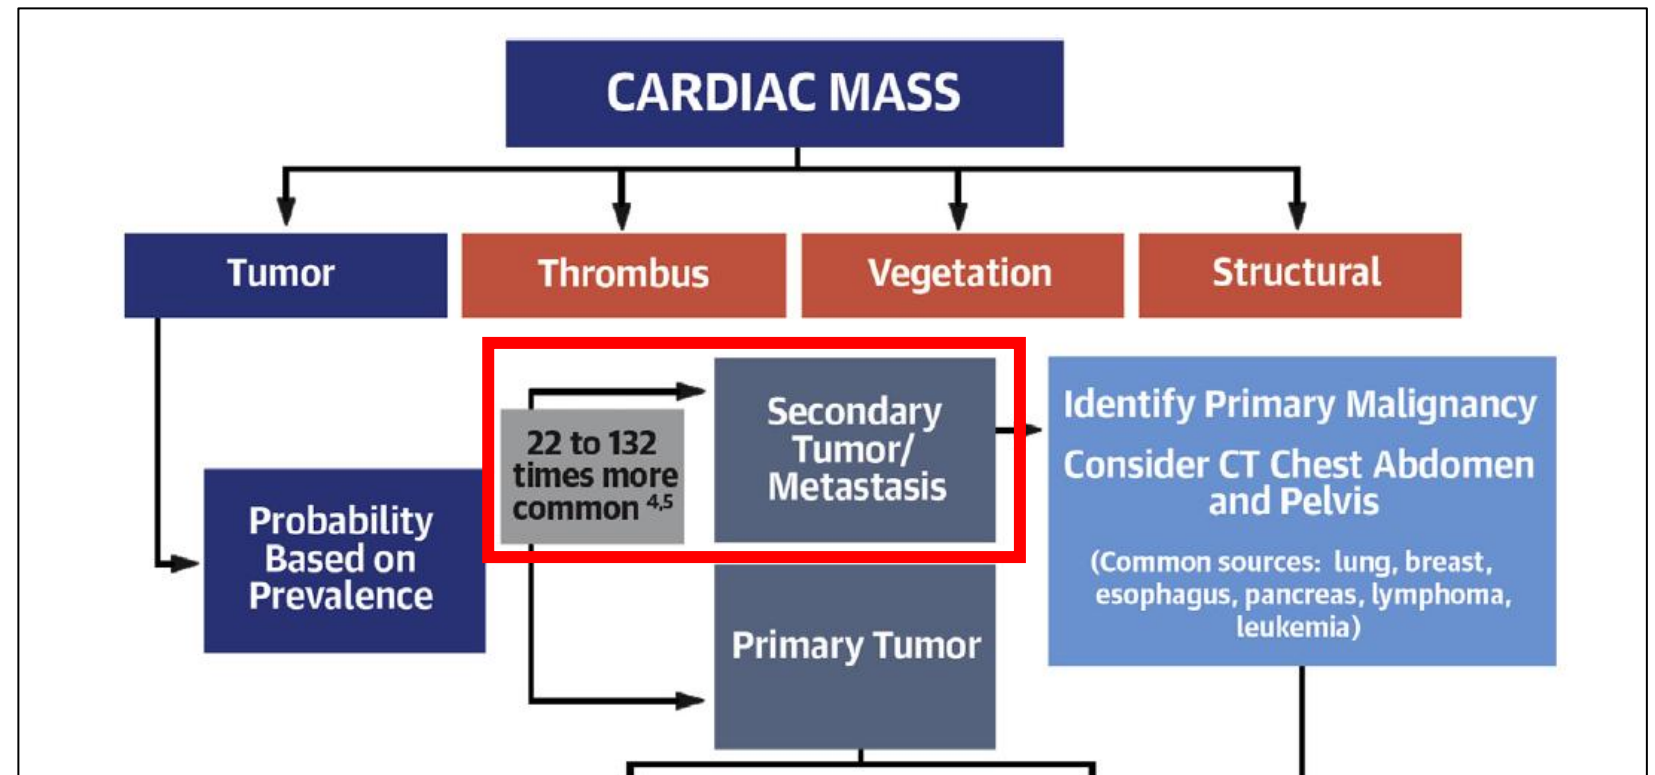 CARDIAC MASS
Tumor
Thrombus
Vegetation
Structural
Probability
Based on
Prevalence
22 to 132
times more
common 4,5
Secondary
Tumor/
Metastasis
Identify Primary Malignancy
Consider CT Chest Abdomen
and Pelvis
(Common sources: lung, breast,
esophagus, pancreas, lymphoma,
leukemia)
Primary Tumor